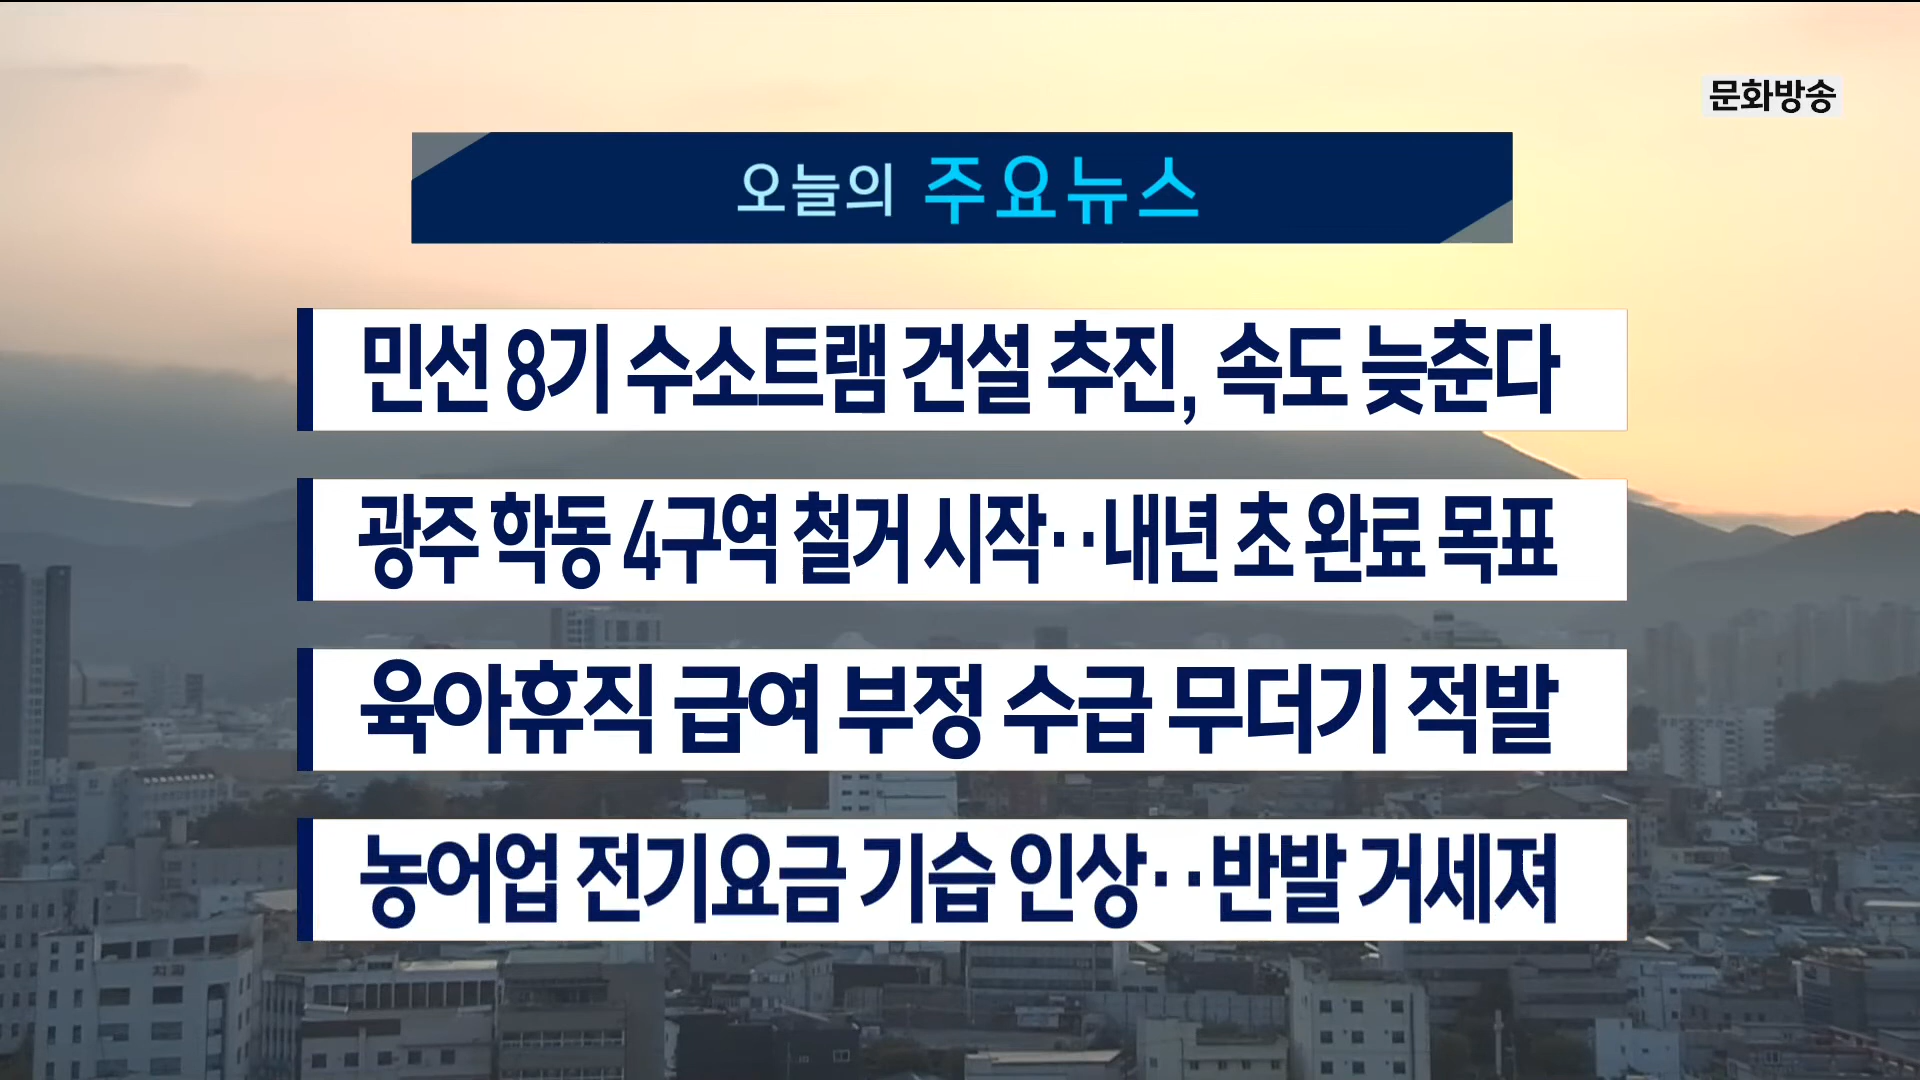 문화방송
오늘의 주요뉴스
민선 8기 수소트램 건설 추진, 속도 늦춘다
광주 학동 4구역 철거 시작‥내년 초 완료 목표
육아휴직 급여 부정 수급 무더기 적발
농어업 전기요금 기습 인상‥반발 거세져
치과